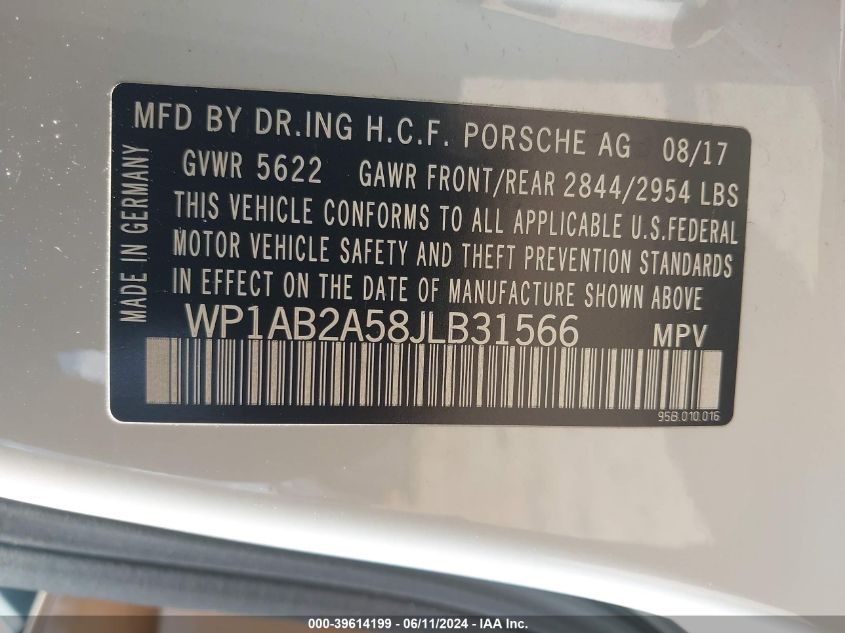 MFD BY DR.ING H.C.F. PORSCHE AG 08/17
GVWR 5622 GAWR FRONT/REAR 2844/2954 LBS
THIS VEHICLE CONFORMS TO ALL APPLICABLE U.S.FEDERAL
MOTOR VEHICLE SAFETY AND THEFT PREVENTION STANDARDS
IN EFFECT ON THE DATE OF MANUFACTURE SHOWN ABOVE
WP1AB2A58JLB31566 MPV
95B.010.016
MADE IN GERMANY
000-39614199 - 06/11/2024 - IAA Inc.